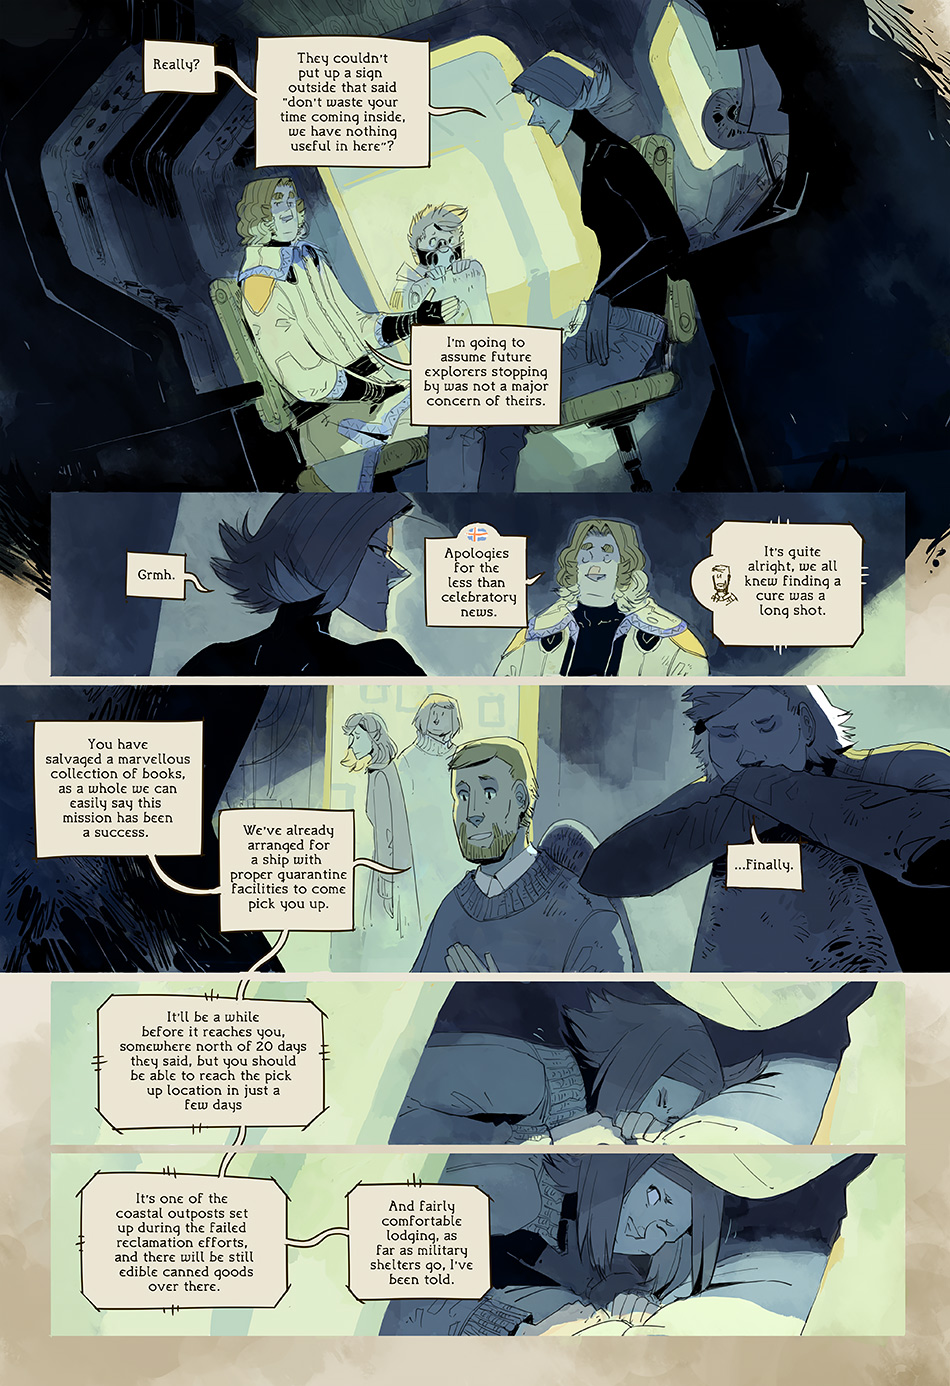 Really?
They couldn't
put up a sign
outside that said
"don't waste your
time coming inside,
we have nothing
useful in here"?
I'm going to
assume future
explorers stopping
by was not a major
concern of theirs.
Grmh.
Apologies
for the
less than
celebratory
news.
It's quite
alright, we all
knew finding a
cure was a
long shot.
You have
salvaged a marvellous
collection of books,
as a whole we can
easily say this
mission has been
a success.
We've already
arranged for
a ship with
proper quarantine
facilities to come
pick you up.
...Finally.
It'll be a while
before it reaches you,
somewhere north of 20 days
they said, but you should
be able to reach the pick
up location in just a
few days
It's one of the
coastal outposts set
up during the failed
reclamation efforts,
and there will be still
edible canned goods
over there.
And fairly
comfortable
lodging, as
far as military
shelters go, I've
been told.